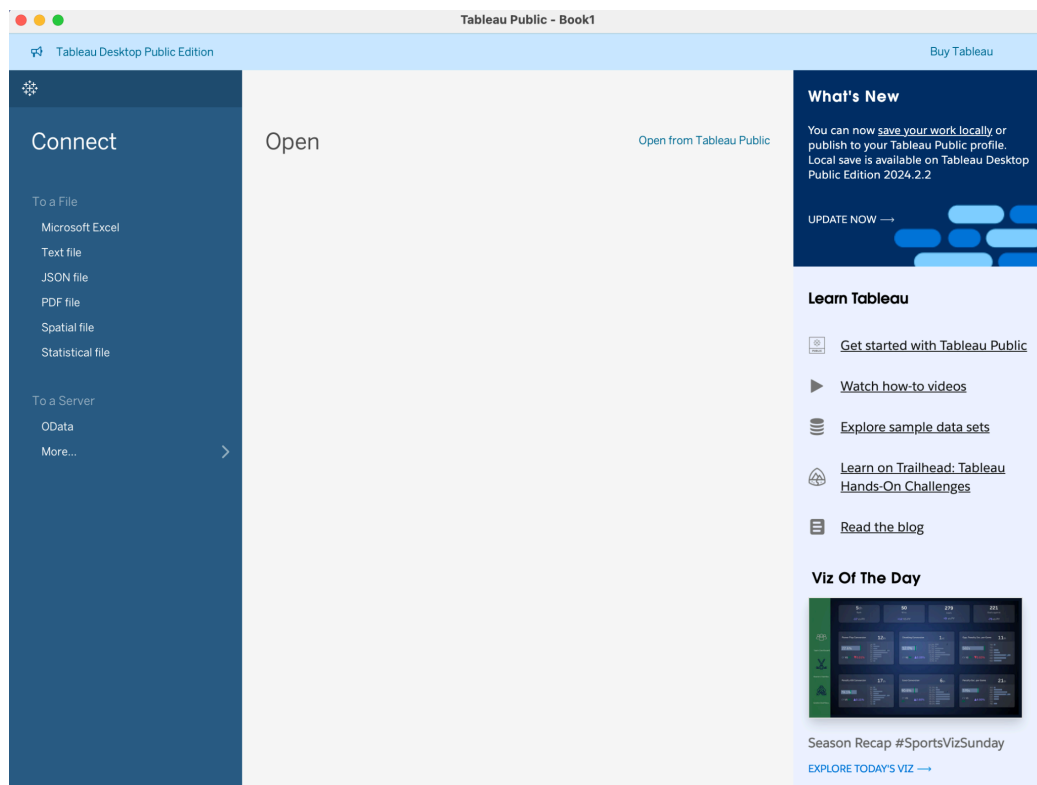 Tableau Public - Book1
Tableau Desktop Public Edition
Buy Tableau
Connect
To a File
Microsoft Excel
Text file
JSON file
PDF file
Spatial file
Statistical file
To a Server
OData
More...
Open
Open from Tableau Public
What's New
You can now save your work locally or
publish to your Tableau Public profile.
Local save is available on Tableau Desktop
Public Edition 2024.2.2
UPDATE NOW →
Learn Tableau
Get started with Tableau Public
Watch how-to videos
Explore sample data sets
Learn on Trailhead: Tableau
Hands-On Challenges
Read the blog
Viz Of The Day
50
270
221
Season Recap #SportsVizSunday
EXPLORE TODAY'S VIZ →